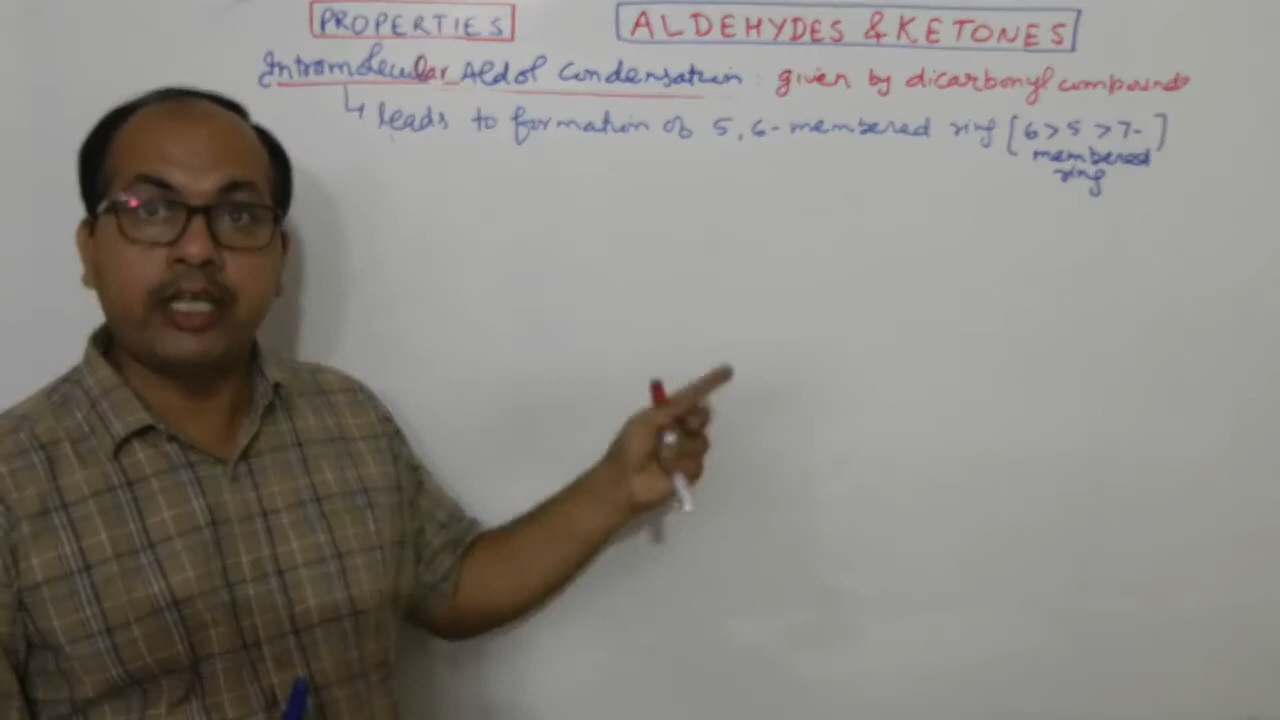 PROPERTIES
ALDEHYDES & KETONES
Intramolecular Aldol Condensation : given by dicarbonyl compounds
↳ leads to formation of 5, 6-membered ring [6 > 5 > 7-
membered
ring]